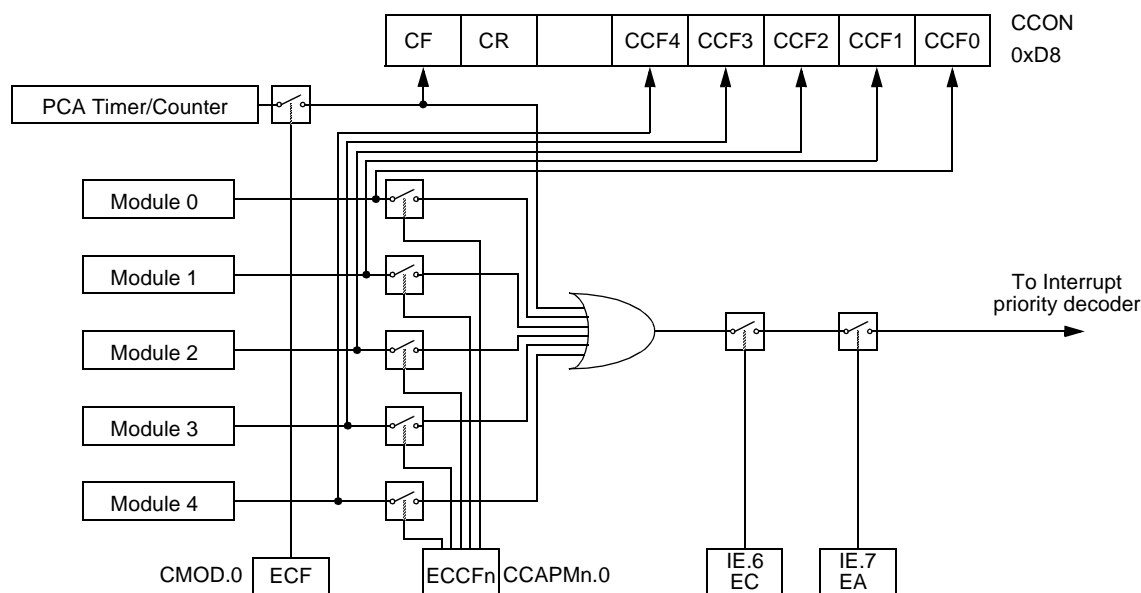 CF CR CCF4 CCF3 CCF2 CCF1 CCF0
CCON
0xD8
PCA Timer/Counter
Module 0
Module 1
Module 2
Module 3
Module 4
To Interrupt
priority decoder
CMOD.0 ECF
ECCFn CCAPMn.0
IE.6
EC
IE.7
EA